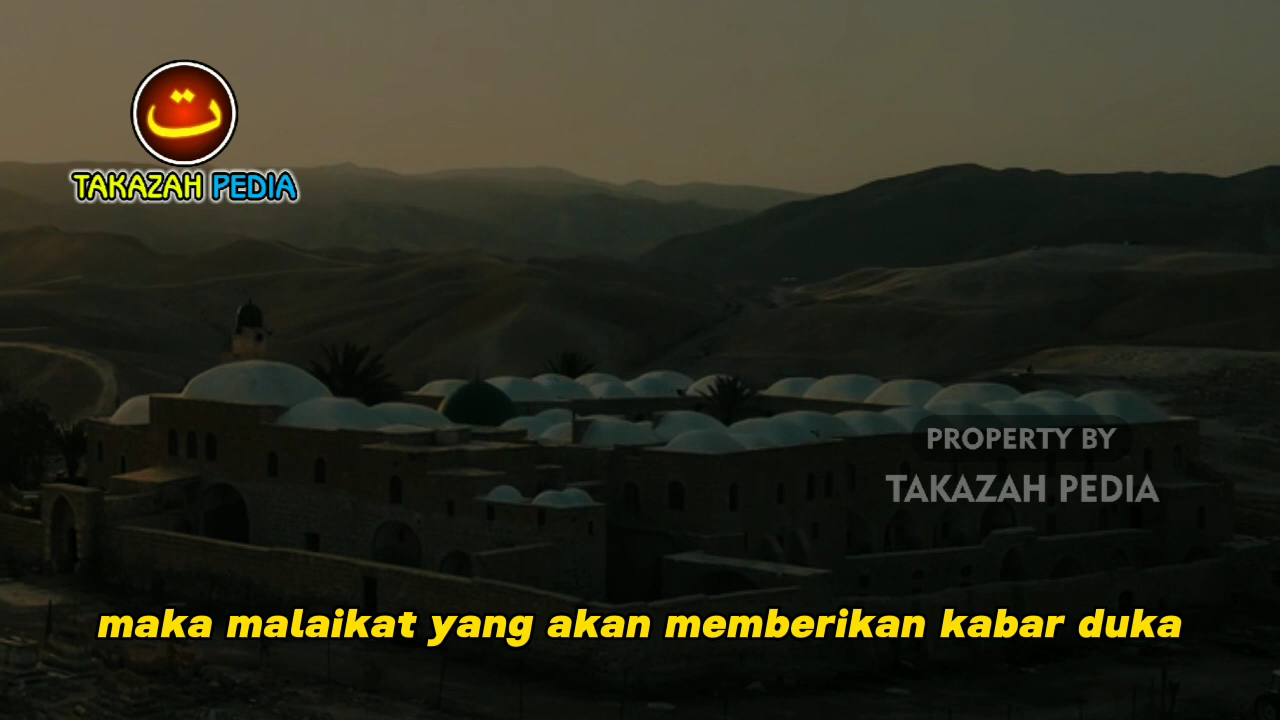 ت
TAKAZAH PEDIA
PROPERTY BY
TAKAZAH PEDIA
maka malaikat yang akan memberikan kabar duka